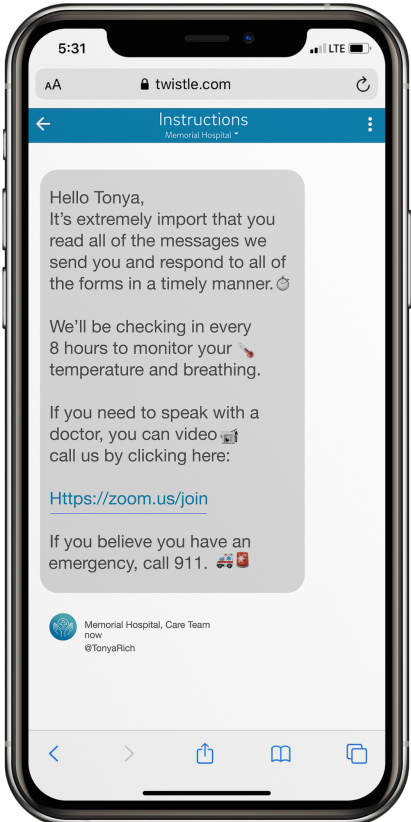 5:31
LTE
AA
twistle.com
Instructions
Memorial Hospital
Hello Tonya,
It's extremely import that you
read all of the messages we
send you and respond to all of
the forms in a timely manner.
We'll be checking in every
8 hours to monitor your
temperature and breathing.
If you need to speak with a
doctor, you can video
call us by clicking here:
Https://zoom.us/join
If you believe you have an
emergency, call 911.
Memorial Hospital, Care Team
now
@TonyaRich